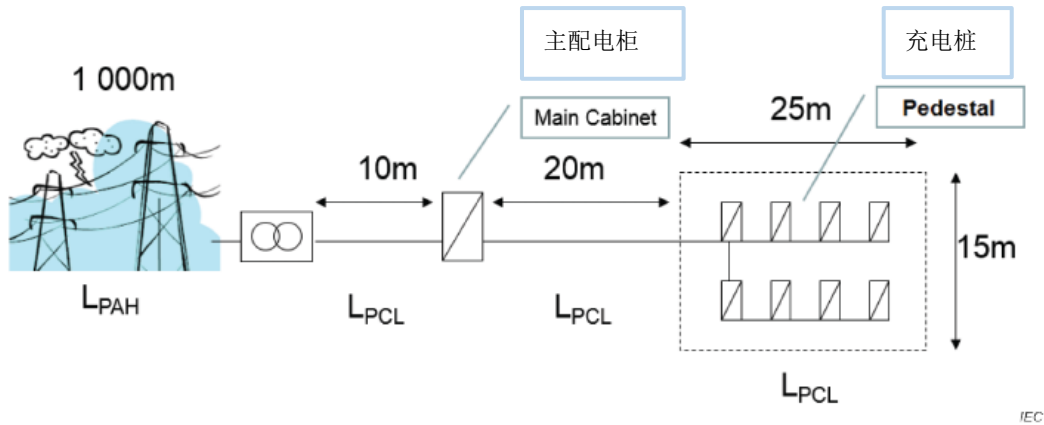 主配电柜
充电桩
1 000m
Main Cabinet
25m
Pedestal
10m
20m
15m
LPAH
LPCL
LPCL
LPCL
IEC